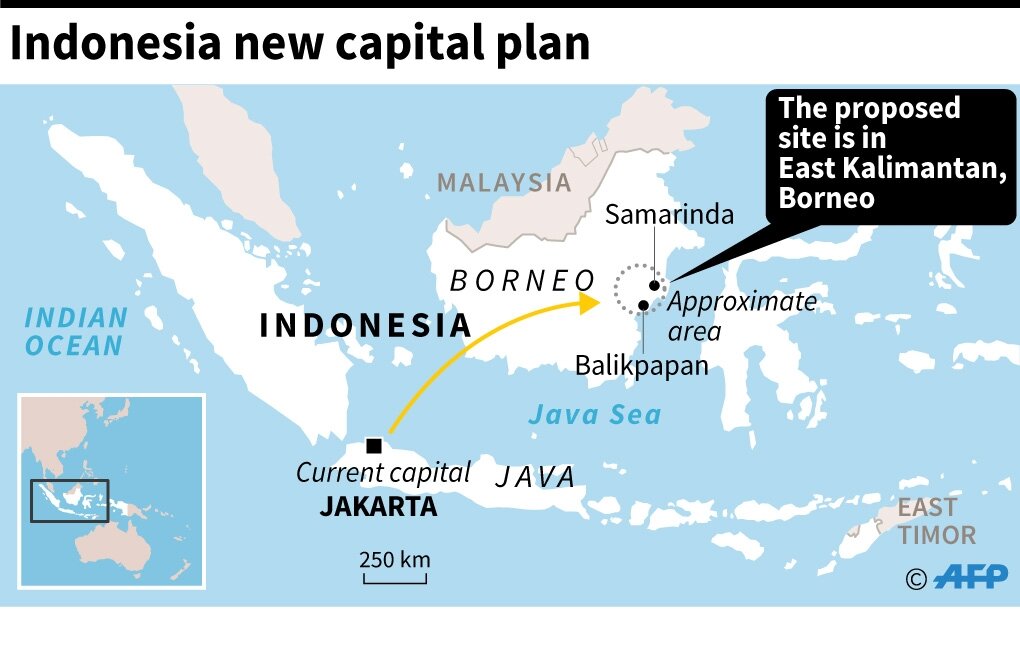 Indonesia new capital plan
The proposed
site is in
East Kalimantan,
Borneo
MALAYSIA
Samarinda
BORNEO
Approximate
area
INDIAN
OCEAN
INDONESIA
Balikpapan
Java Sea
Current capital
JAKARTA
JAVA
EAST
TIMOR
250 km
© AFP